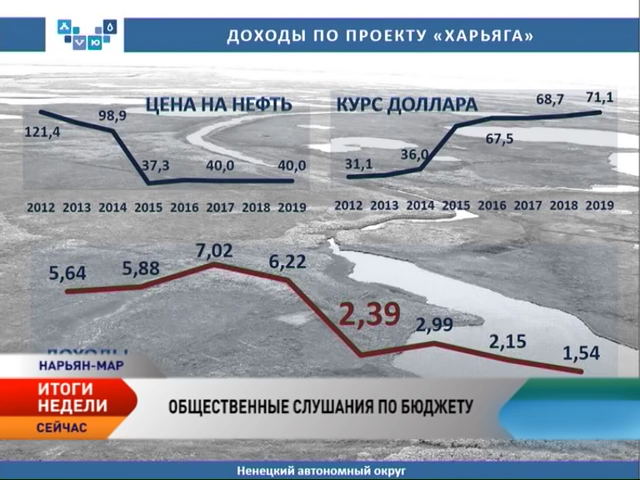 ДОХОДЫ ПО ПРОЕКТУ «ХАРЬЯГА»
ЦЕНА НА НЕФТЬ
121,4 98,9 37,3 40,0 40,0
2012 2013 2014 2015 2016 2017 2018 2019
КУРС ДОЛЛАРА
31,1 36,0 67,5 68,7 71,1
2012 2013 2014 2015 2016 2017 2018 2019
5,64 5,88 7,02 6,22 2,39 2,99 2,15 1,54
ДОХОДЫ
НАРЬЯН-МАР
ИТОГИ
НЕДЕЛИ
СЕЙЧАС
ОБЩЕСТВЕННЫЕ СЛУШАНИЯ ПО БЮДЖЕТУ
Ненецкий автономный округ